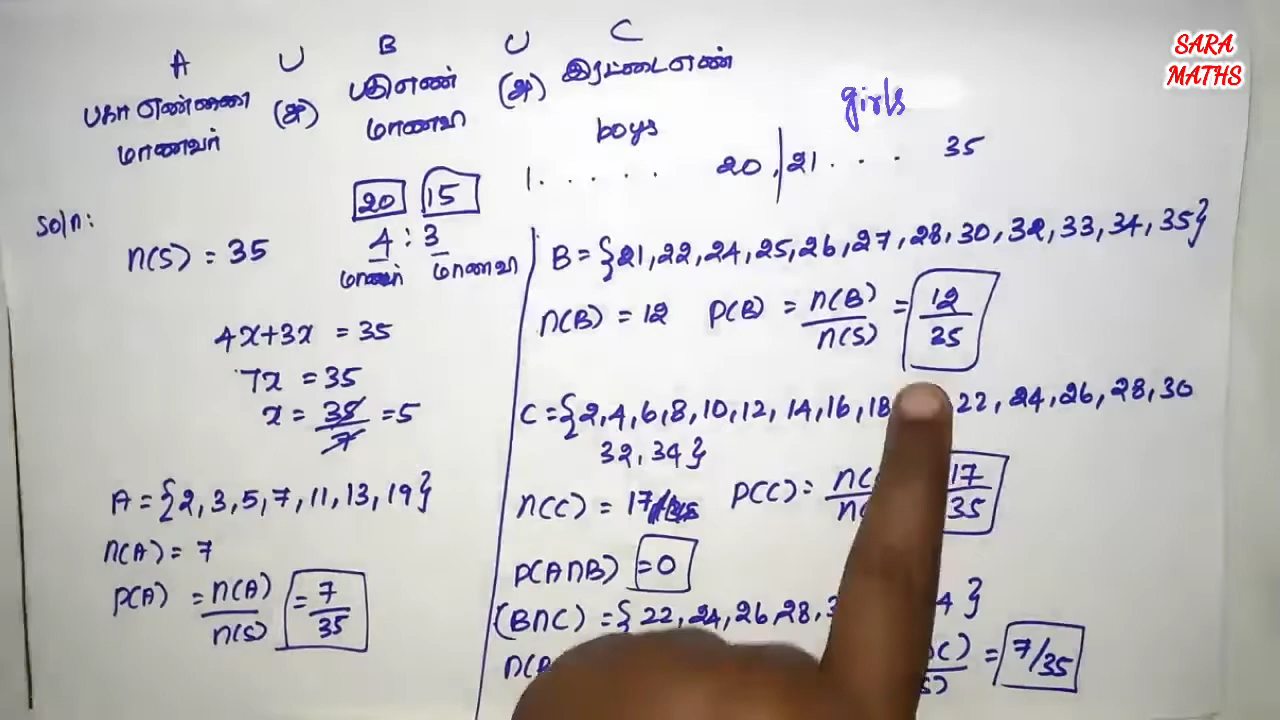 SARA
MATHS
A ∪ B ∪ C
பகா எண்ணை (அ) பகுஎண் (அ) இரட்டைஎண்
மாணவர் மாணவி
boys girls
1 . . . . . 20, | 21 . . . 35
Soln:
20 15
n(S) = 35 4 : 3
மாணவர் மாணவி
4x+3x = 35
7x = 35
x = 35/7 = 5
A = {2, 3, 5, 7, 11, 13, 19}
n(A) = 7
P(A) = n(A)/n(S) = 7/35
B = {21, 22, 24, 25, 26, 27, 28, 30, 32, 33, 34, 35}
n(B) = 12 P(B) = n(B)/n(S) = 12/35
C = {2, 4, 6, 8, 10, 12, 14, 16, 18 22, 24, 26, 28, 30
32, 34}
n(C) = 17 P(C) = 17/35
P(A∩B) = 0
(B∩C) = {22, 24, 26, 28, 4}
= 7/35